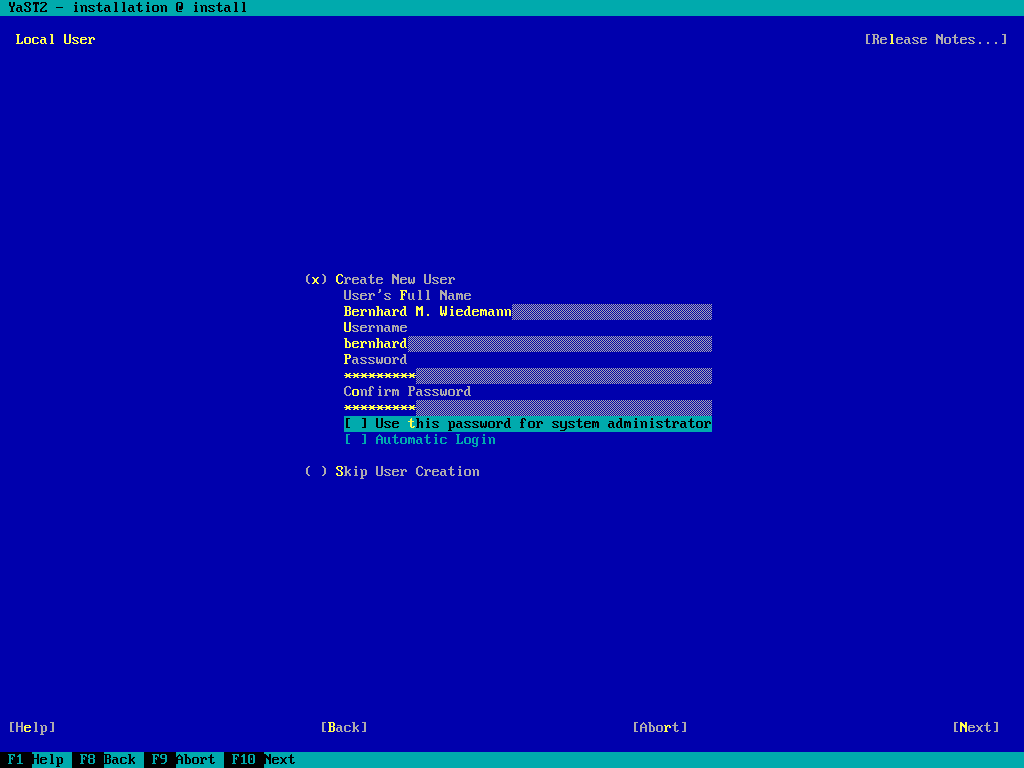 YaST2 - installation @ install
Local User [Release Notes...]
(x) Create New User
User's Full Name
Bernhard M. Wiedemann
Username
bernhard
Password
*********
Confirm Password
*********
[ ] Use this password for system administrator
[ ] Automatic Login
( ) Skip User Creation
[Help] [Back] [Abort] [Next]
F1 Help F8 Back F9 Abort F10 Next